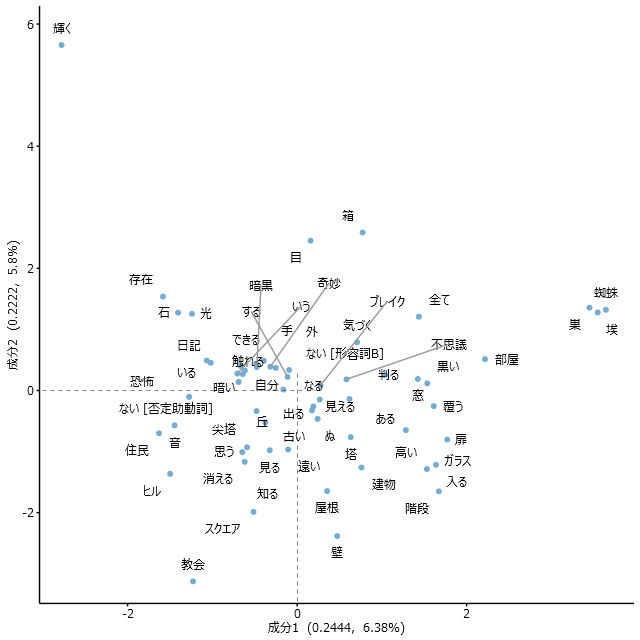 6
輝く
4
箱
目
2
存在
暗黒
奇妙
蜘蛛
石
光
する
いう
ブレイク
全て
巣
埃
手
外
気づく
できる
日記
ない [形容詞B]
不思議
触れる
部屋
いる
判る
黒い
恐怖
暗い
自分
なる
窓
0
ない [否定助動詞]
出る
見える
覆う
尖塔
丘
ある
住民
音
古い
ぬ
扉
思う
塔
高い
ガラス
見る
遠い
消える
入る
ヒル
知る
建物
屋根
階段
-2
スクエア
壁
教会
-2
0
2
成分1 (0.2444, 6.38%)
成分2 (0.2222, 5.8%)